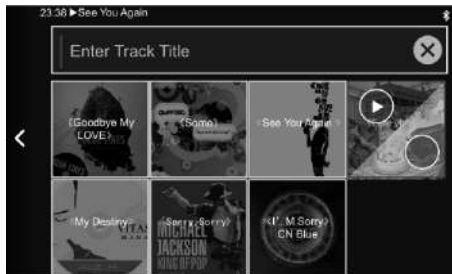 23:38 ▶See You Again
Enter Track Title
《Goodbye My
LOVE》
《Some》
《See You Again》
《My Destiny》
《Sorry, Sorry》
《I', M Sorry》
CN Blue
VITAS
MICHAEL
JACKSON
KING OF POP